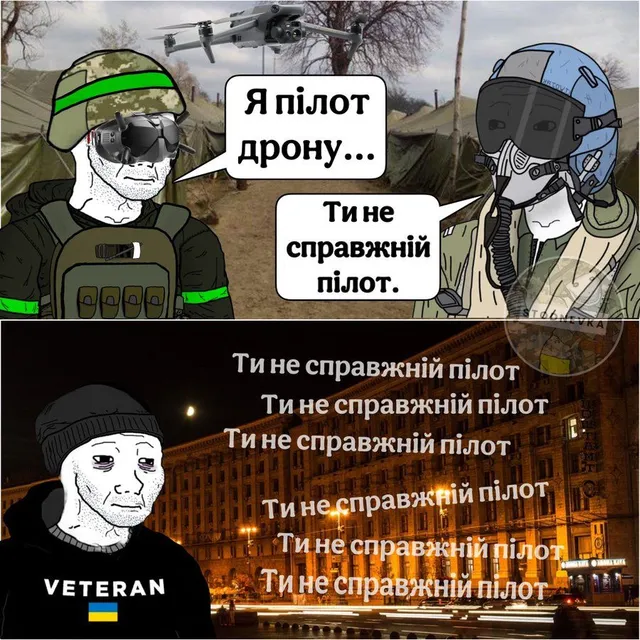 Я пілот
дрону...
Ти не
справжній
пілот.
STOONEVKA
Ти не справжній пілот
Ти не справжній пілот
Ти не справжній пілот
Ти не справжній пілот
Ти не справжній пілот
Ти не справжній пілот
VETERAN